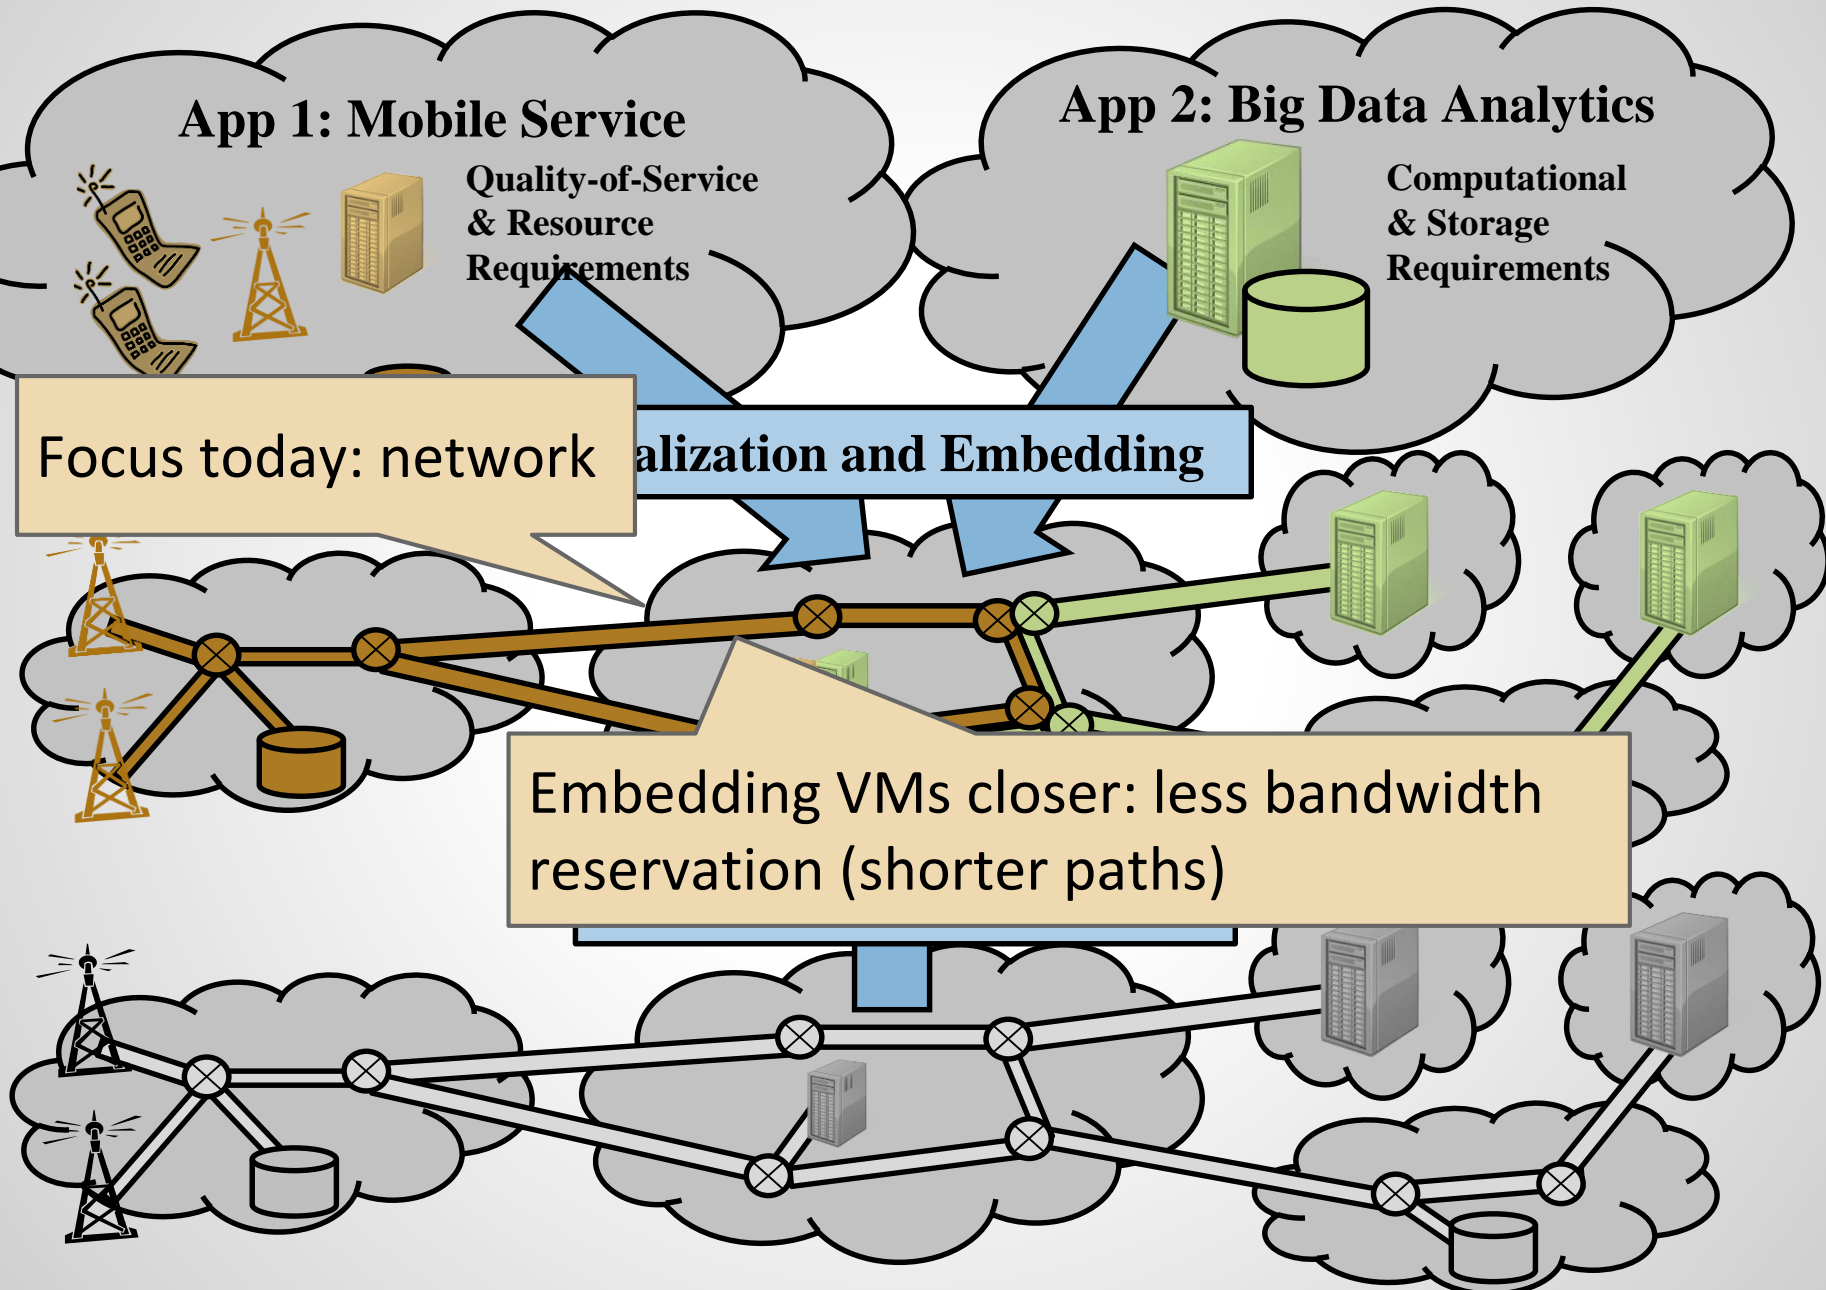 App 1: Mobile Service
Quality-of-Service
& Resource
Requirements
App 2: Big Data Analytics
Computational
& Storage
Requirements
Focus today: network
alization and Embedding
Embedding VMs closer: less bandwidth
reservation (shorter paths)